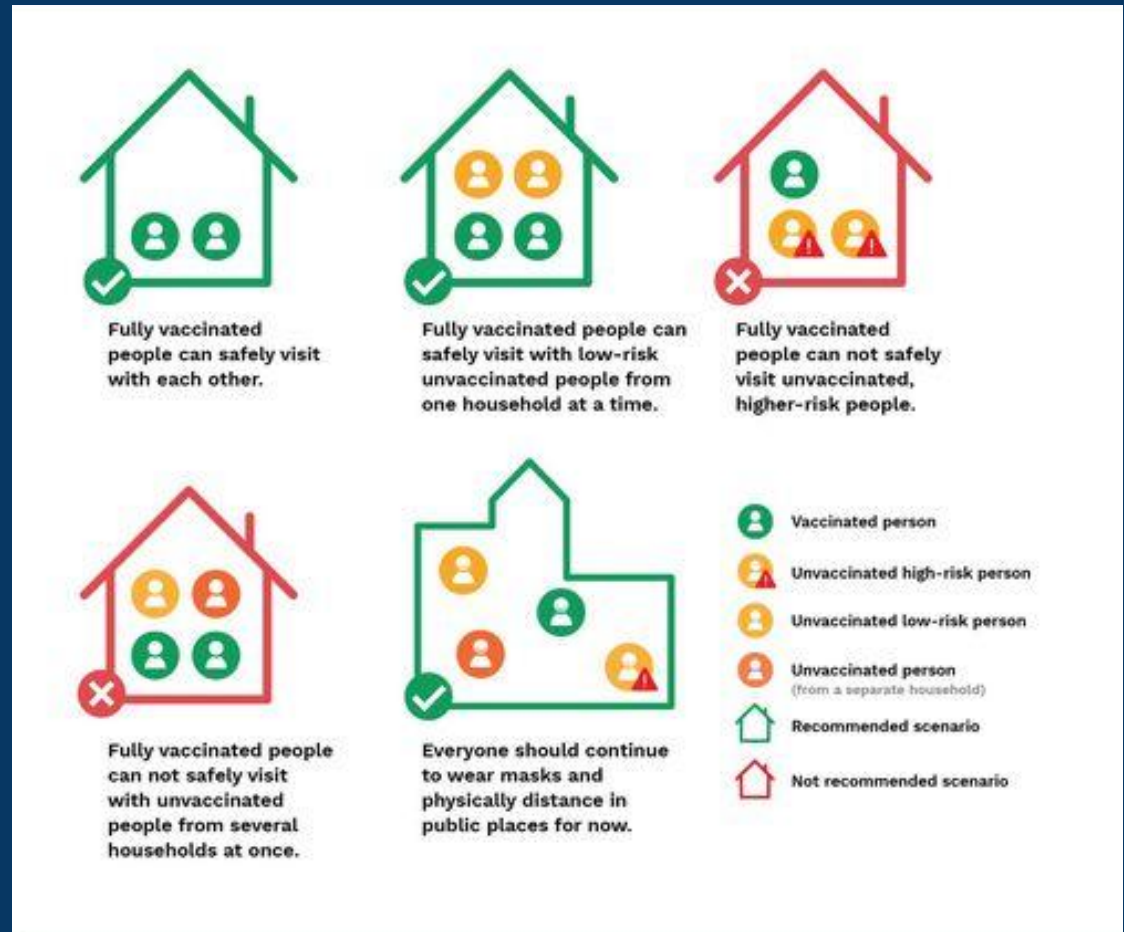 Fully vaccinated
people can safely visit
with each other.
Fully vaccinated people can
safely visit with low-risk
unvaccinated people from
one household at a time.
Fully vaccinated
people can not safely
visit unvaccinated,
higher-risk people.
Fully vaccinated people
can not safely visit
with unvaccinated
people from several
households at once.
Everyone should continue
to wear masks and
physically distance in
public places for now.
Vaccinated person
Unvaccinated high-risk person
Unvaccinated low-risk person
Unvaccinated person
(from a separate household)
Recommended scenario
Not recommended scenario